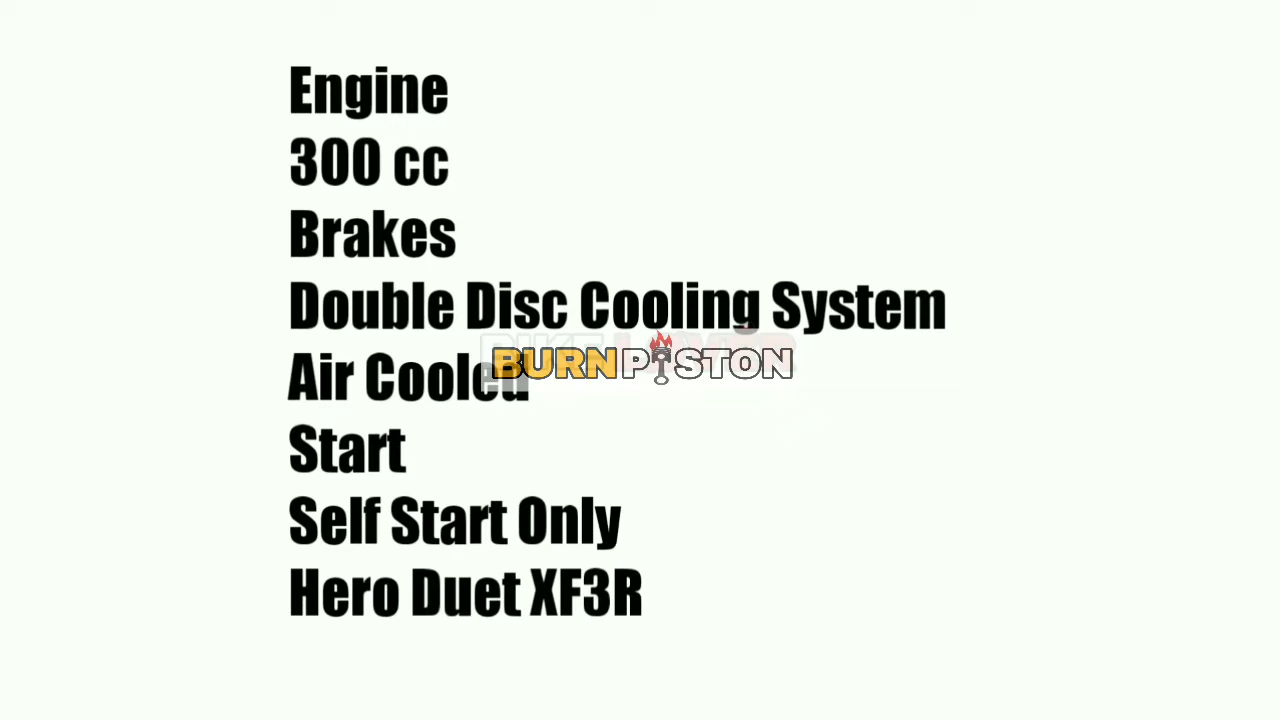 Engine
300 cc
Brakes
Double Disc Cooling System
Air Cooled
BURNPISTON
Start
Self Start Only
Hero Duet XF3R